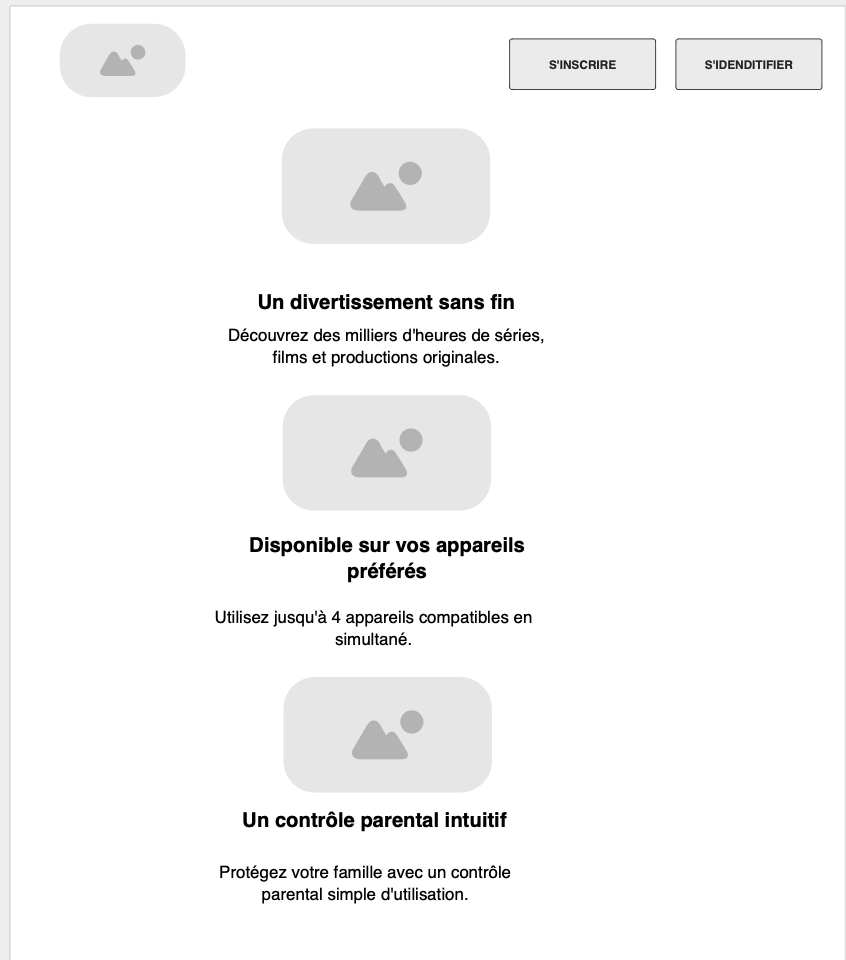 S'INSCRIRE
S'IDENDITIFIER
Un divertissement sans fin
Découvrez des milliers d'heures de séries,
films et productions originales.
Disponible sur vos appareils
préférés
Utilisez jusqu'à 4 appareils compatibles en
simultané.
Un contrôle parental intuitif
Protégez votre famille avec un contrôle
parental simple d'utilisation.